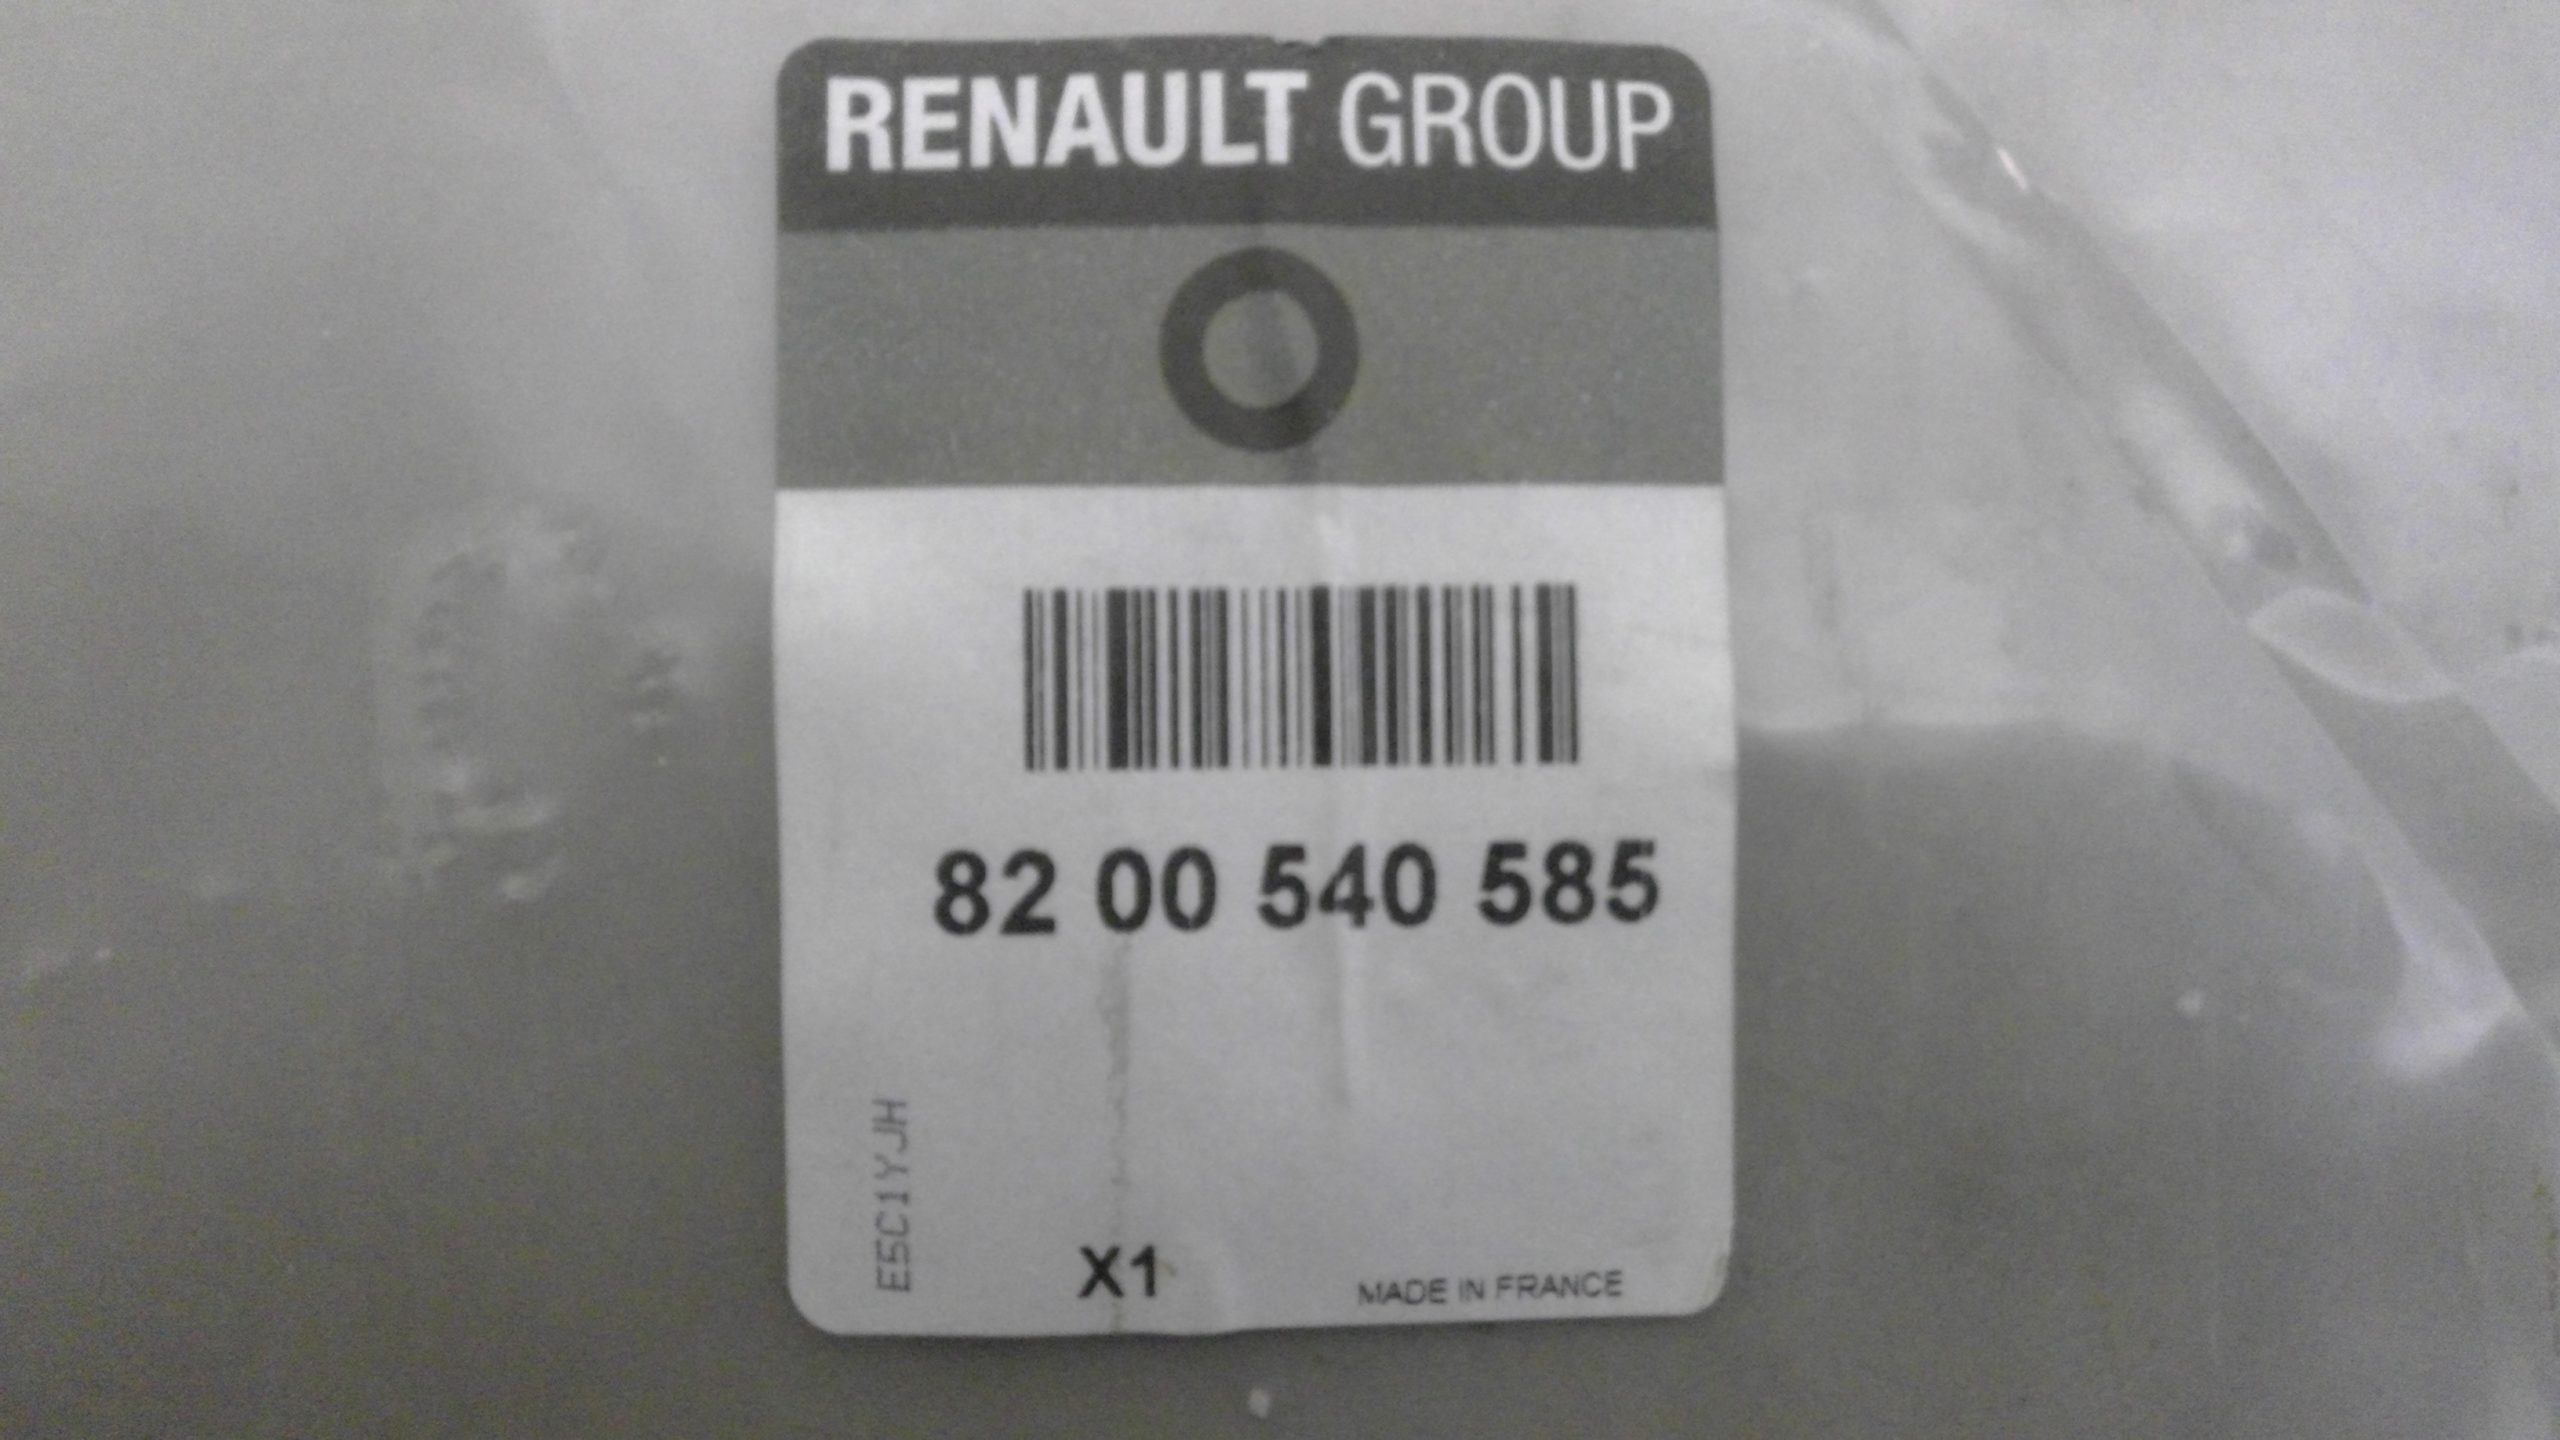 RENAULT GROUP
82 00 540 585
E5C1YJH
X1
MADE IN FRANCE